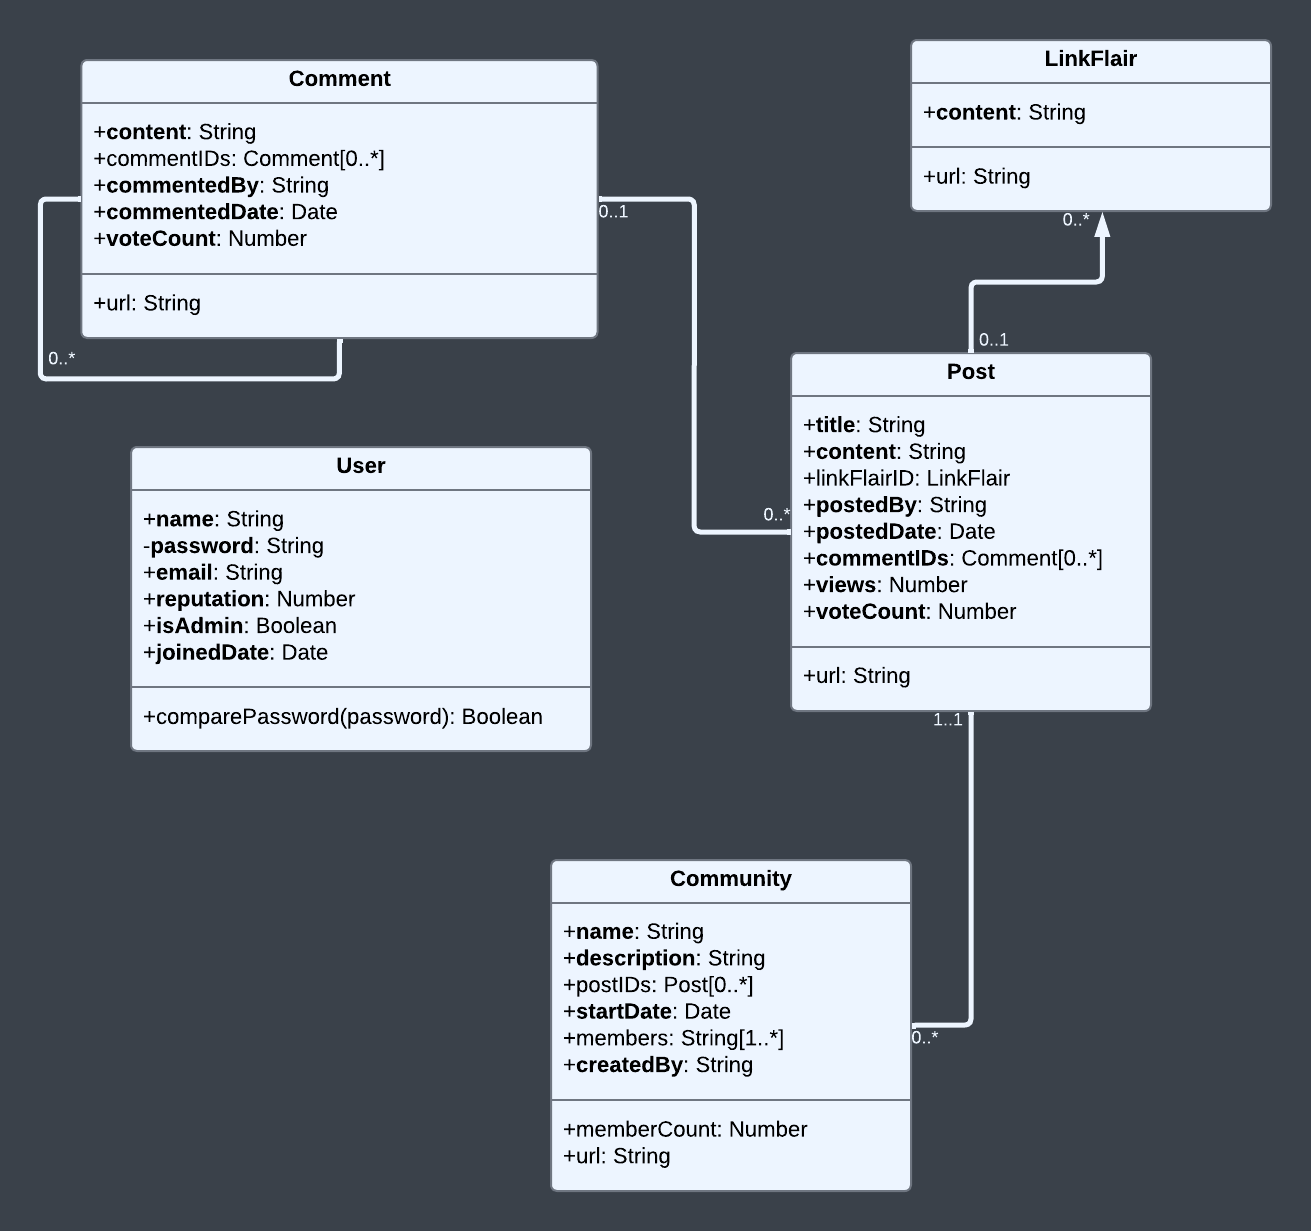 Comment
+content: String
+commentIDs: Comment[0..*]
+commentedBy: String
+commentedDate: Date
+voteCount: Number
+url: String
0..*
0..1
LinkFlair
+content: String
+url: String
0..*
0..1
Post
+title: String
+content: String
+linkFlairID: LinkFlair
+postedBy: String
+postedDate: Date
+commentIDs: Comment[0..*]
+views: Number
+voteCount: Number
+url: String
0..*
1..1
User
+name: String
-password: String
+email: String
+reputation: Number
+isAdmin: Boolean
+joinedDate: Date
+comparePassword(password): Boolean
Community
+name: String
+description: String
+postIDs: Post[0..*]
+startDate: Date
+members: String[1..*]
+createdBy: String
+memberCount: Number
+url: String
0..*